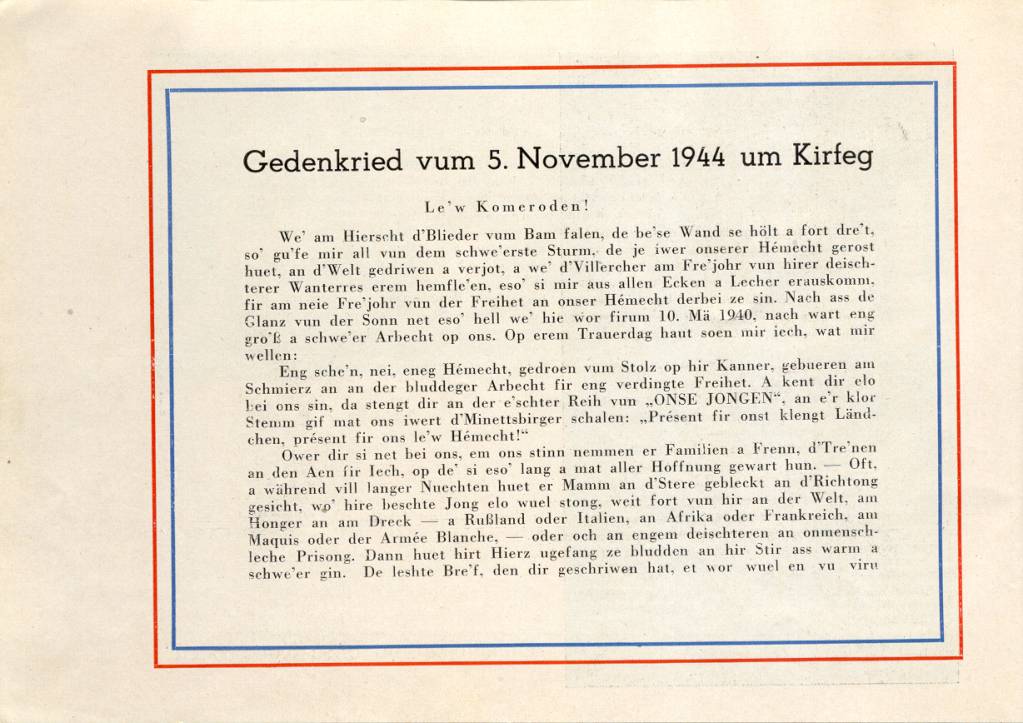 Gedenkried vum 5. November 1944 um Kirfeg
Le'w Komeroden!
We' am Hierscht d'Blieder vum Bam falen, de be'se Wand se hölt a fort dre't,
so' gu'fe mir all vun dem schwe'erste Sturm, de je iwer onserer Hémecht gerost
huet, an d'Welt gedriwen a verjot, a we' d'Villercher am Fre'johr vun hirer deisch-
terer Wanterres erem hemfle'en, eso' si mir aus allen Ecken a Lecher erauskomm,
fir am neie Fre'johr vun der Freihet an onser Hémecht derbei ze sin. Nach ass de
Glanz vun der Sonn net eso' hell we' hie wor firum 10. Mä 1940, nach wart eng
gro'ß a schwe'er Arbecht op ons. Op erem Trauerdag haut soen mir iech, wat mir
wellen:
Eng sche'n, nei, eneg Hémecht, gedroen vum Stolz op hir Kanner, gebueren am
Schmierz an an der bluddeger Arbecht fir eng verdingte Freihet. A kent dir elo
bei ons sin, da stengt dir an der e'schter Reih vun „ONSE JONGEN“, an e'r klor
Stemm gif mat ons iwert d'Minettsbirger schalen: „Présent fir onst klengt Länd-
chen, présent fir ons le'w Hémecht!“
Ower dir si net bei ons, em ons stinn nemmen er Familien a Frenn, d'Tre'nen
an den Aen fir Iech, op de' si eso' lang a mat aller Hoffnung gewart hun. — Oft,
a während vill langer Nuechten huet er Mamm an d'Stere gebleckt an d'Richtong
gesicht, wo' hire beschte Jong elo wuel stong, weit fort vun hir an der Welt, am
Honger an am Dreck — a Rußland oder Italien, an Afrika oder Frankreich, am
Maquis oder der Armée Blanche, — oder och an engem deischteren an onmensch-
leche Prisong. Dann huet hirt Hierz ugefang ze bludden an hir Stir ass warm a
schwe'er gin. De leshte Bre'f, den dir geschriwen hat, et wor wuel en vu viru